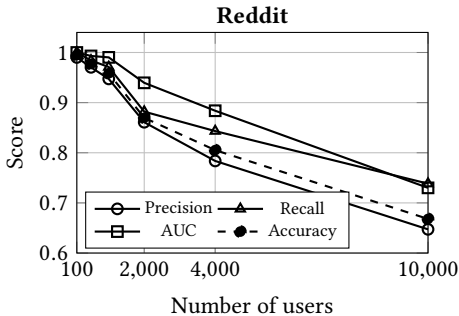 Reddit
1
0.9
0.8
0.7
0.6
Score
Precision Recall
AUC Accuracy
100 2,000 4,000 10,000
Number of users